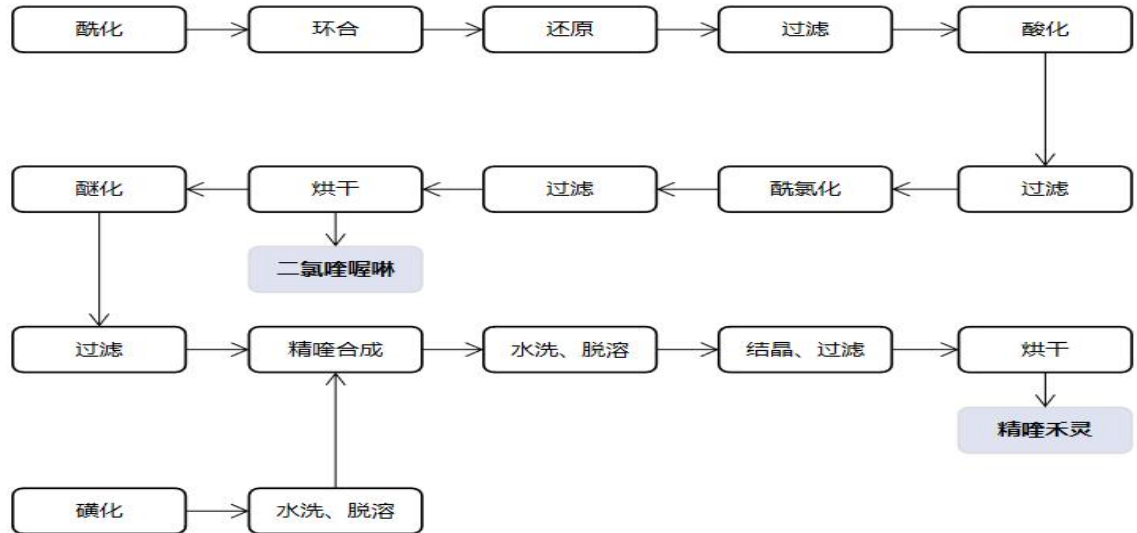 酰化
环合
还原
过滤
酸化
醚化
烘干
过滤
酰氯化
过滤
二氯喹喔啉
过滤
精喹合成
水洗、脱溶
结晶、过滤
烘干
精喹禾灵
磺化
水洗、脱溶